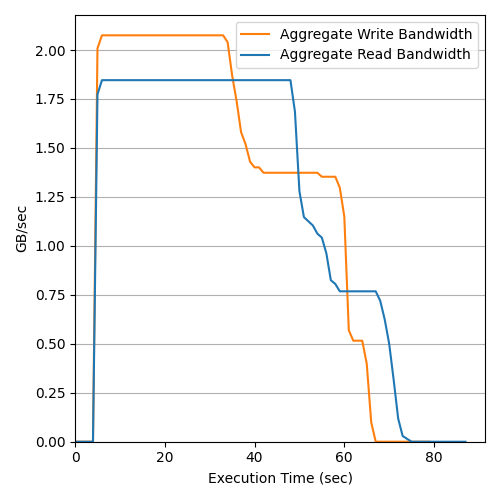 Aggregate Write Bandwidth
Aggregate Read Bandwidth
GB/sec
2.00
1.75
1.50
1.25
1.00
0.75
0.50
0.25
0.00
0 20 40 60 80
Execution Time (sec)